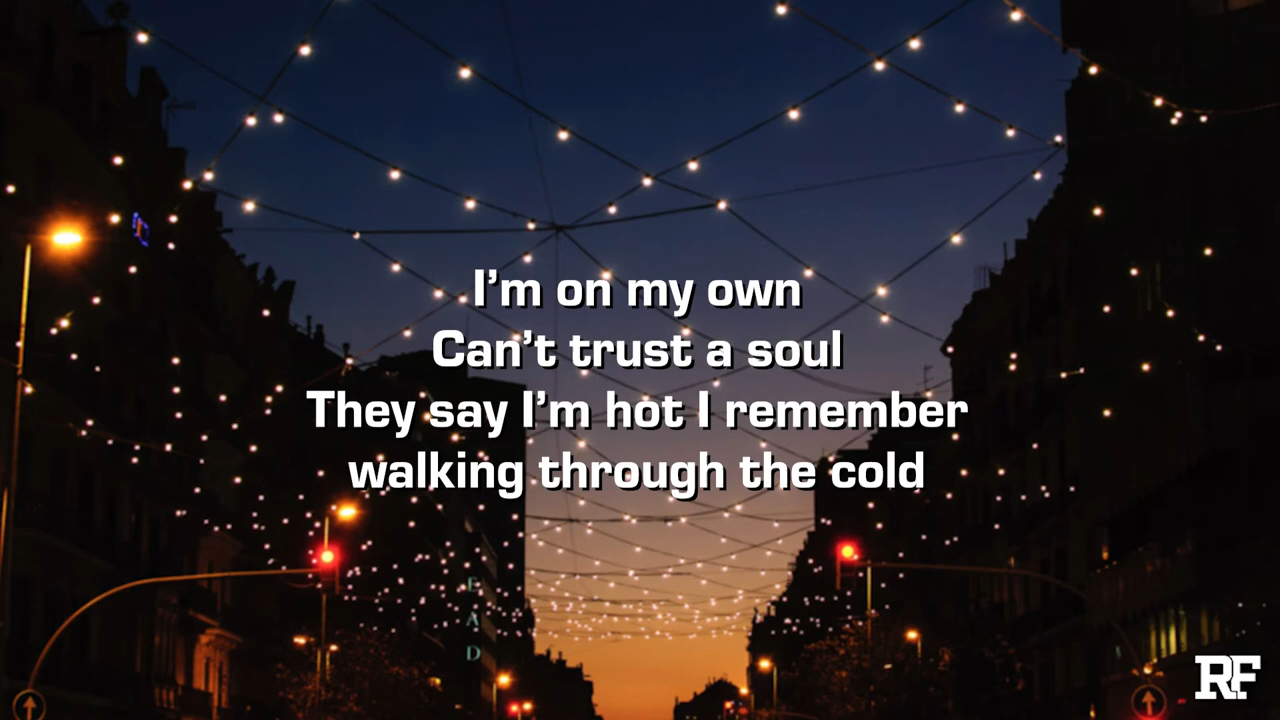 I’m on my own
Can’t trust a soul
They say I’m hot I remember
walking through the cold
E
A
D
RF